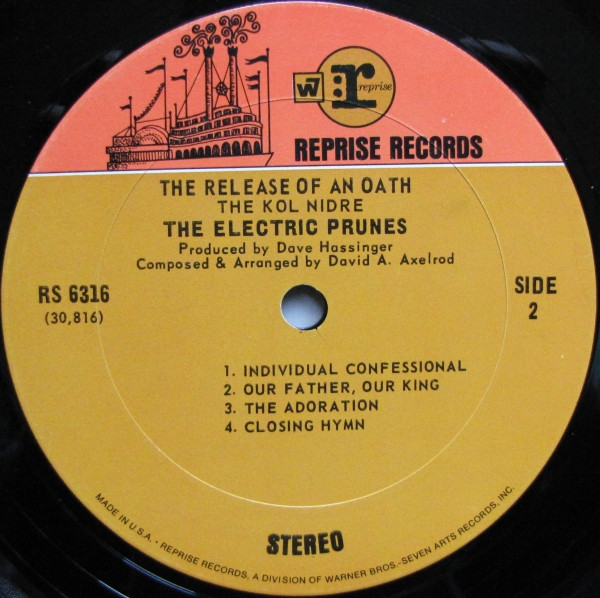 W7
r
reprise
REPRISE RECORDS
THE RELEASE OF AN OATH
THE KOL NIDRE
THE ELECTRIC PRUNES
Produced by Dave Hassinger
Composed & Arranged by David A. Axelrod
RS 6316
(30,816)
SIDE
2
1. INDIVIDUAL CONFESSIONAL
2. OUR FATHER, OUR KING
3. THE ADORATION
4. CLOSING HYMN
STEREO
MADE IN U.S.A. • REPRISE RECORDS, A DIVISION OF WARNER BROS.-SEVEN ARTS RECORDS, INC.